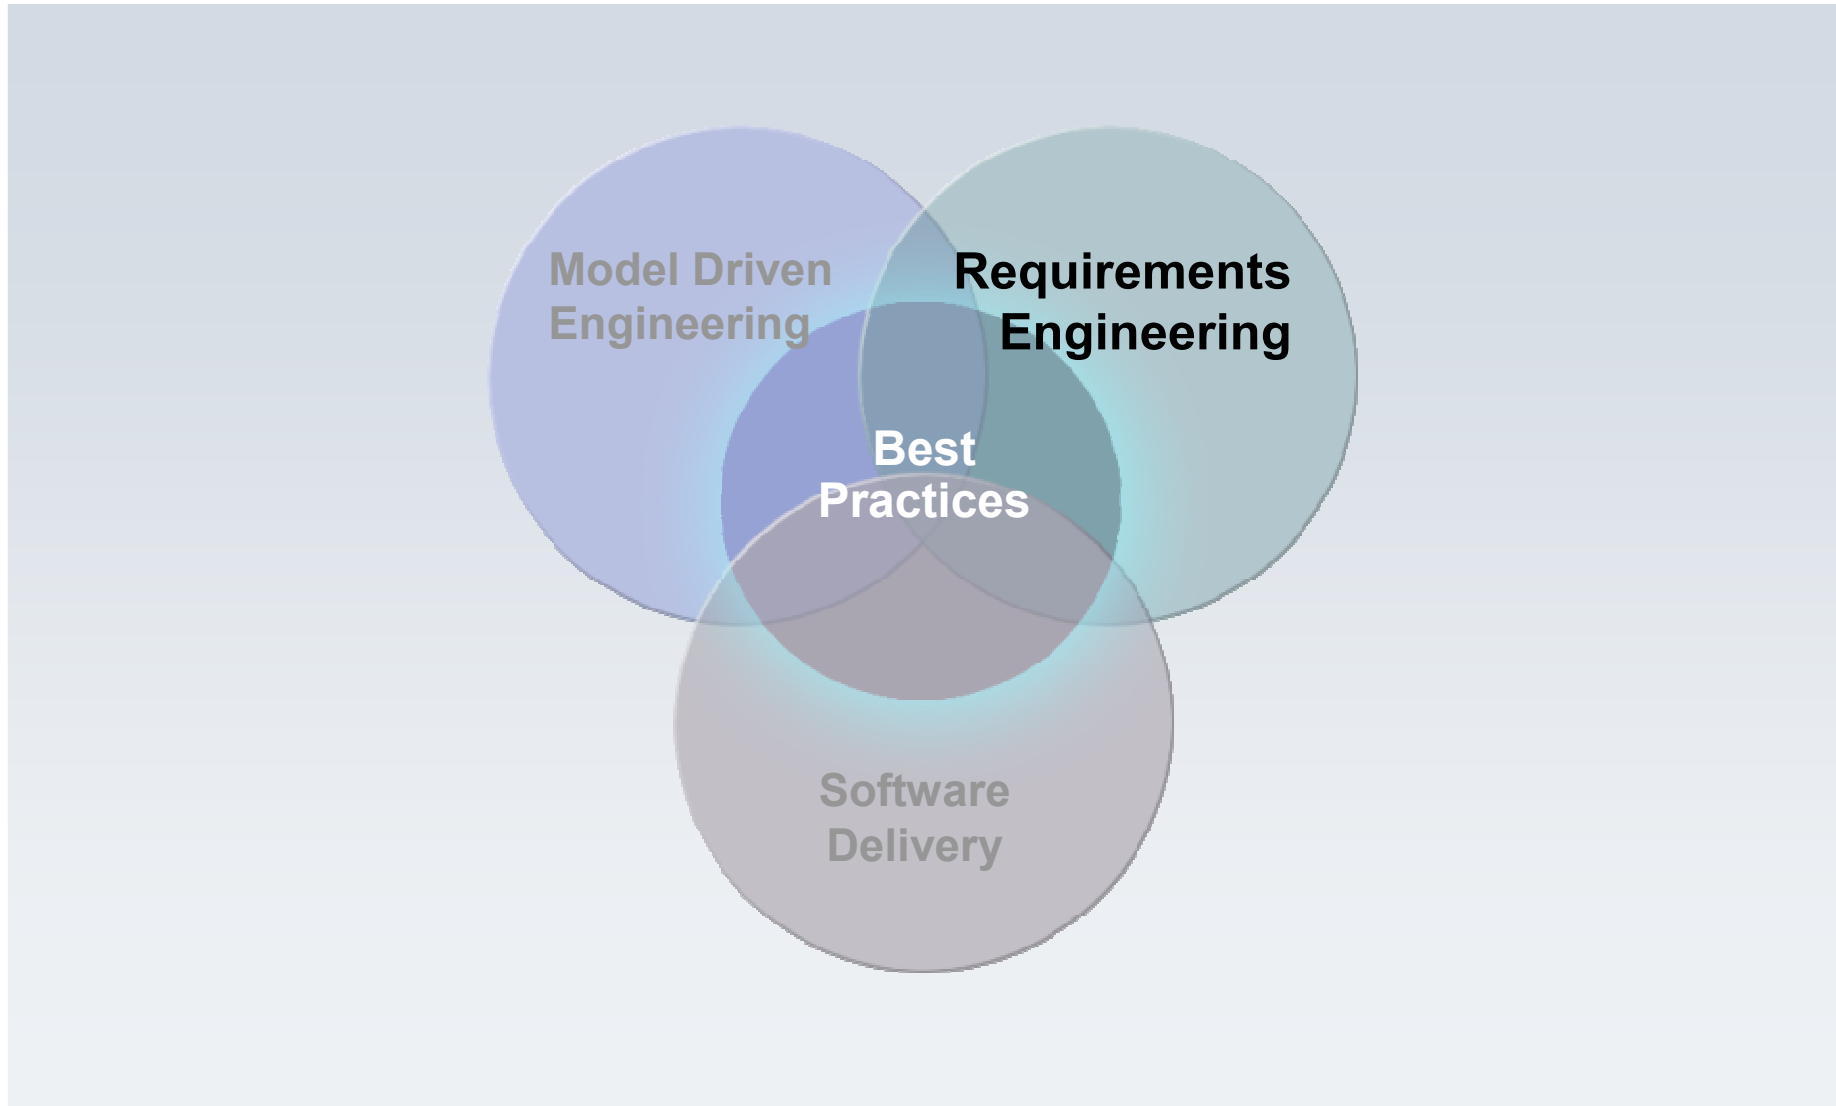 Model Driven
Engineering
Requirements
Engineering
Best
Practices
Software
Delivery